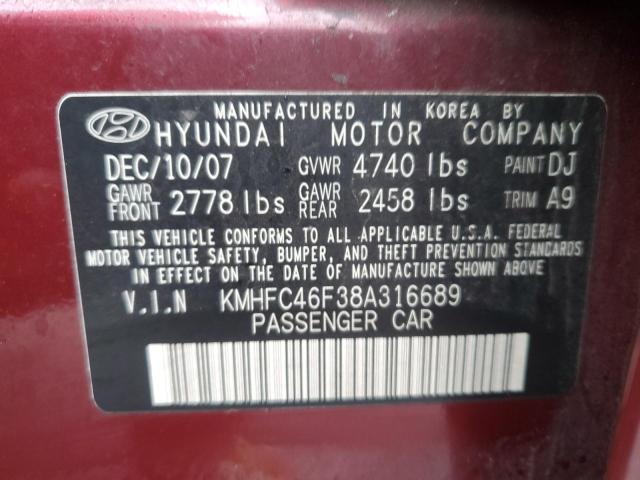 MANUFACTURED IN KOREA BY
HYUNDAI MOTOR COMPANY
DEC/10/07 GVWR 4740 lbs PAINT DJ
GAWR FRONT 2778 lbs GAWR REAR 2458 lbs TRIM A9
THIS VEHICLE CONFORMS TO ALL APPLICABLE U.S.A. FEDERAL
MOTOR VEHICLE SAFETY, BUMPER, AND THEFT PREVENTION STANDARDS
IN EFFECT ON THE DATE OF MANUFACTURE SHOWN ABOVE
V.I.N KMHFC46F38A316689
PASSENGER CAR